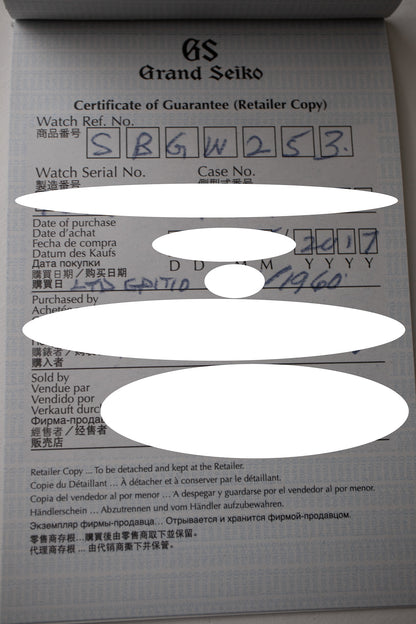 GS
Grand Seiko
Certificate of Guarantee (Retailer Copy)
Watch Ref. No.
商品番号
S B G W 2 5 3.
Watch Serial No. Case No.
Date of purchase
Date d'achat
Fecha de compra
Datum des Kaufs
Дата покупки
/ 2017
D D M Y Y Y Y
購買日期/购买日期
購買日
LTD EDITIO /1960
Purchased by
購入者
Sold by
Vendue par
Vendido por
Verkauft durc
Фирма-прода
經售者/经售者
販売店
Retailer Copy ... To be detached and kept at the Retailer.
Copie du Détaillant ... À détacher et à conserver par le détaillant.
Copia del vendedor al por menor ... A despegar y guardarse por el vendedor al por menor.
Händlerschein ... Abzutrennen und vom Händler aufzubewahren.
Экземпляр фирмы-продавца... Отрывается и хранится фирмой-продавцом.
零售商存根...購買後由零售商取下並保留。
代理商存根 ... 由代销商撕下并保管。